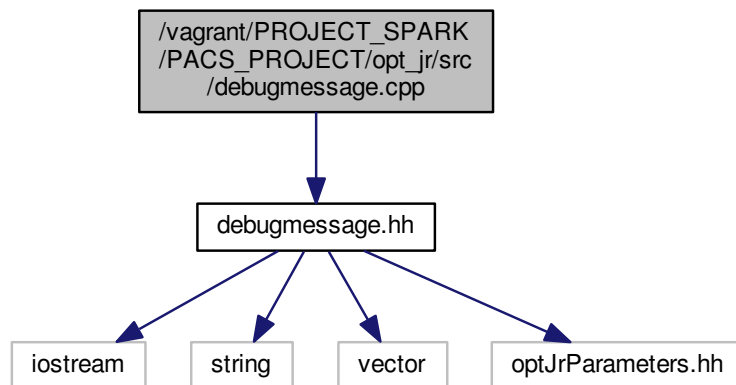 /vagrant/PROJECT_SPARK
/PACS_PROJECT/opt_jr/src
/debugmessage.cpp
debugmessage.hh
iostream
string
vector
optJrParameters.hh